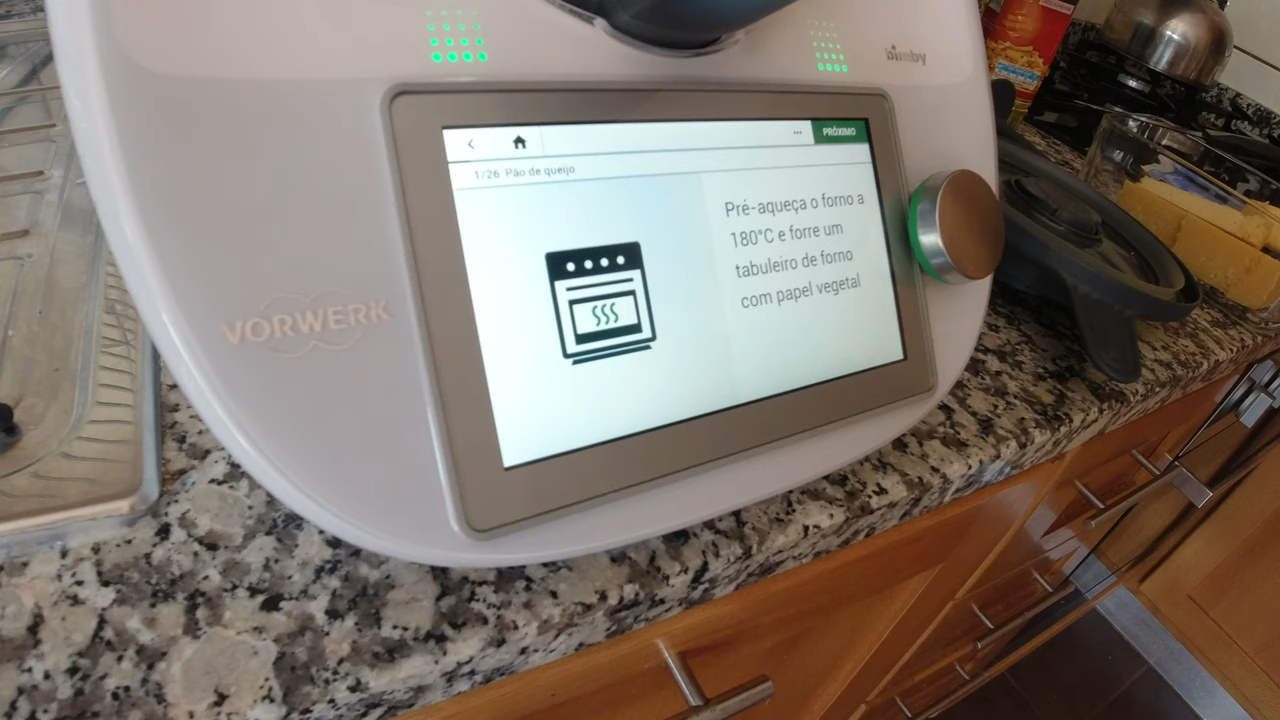 bimby
PRÓXIMO
1/26 Pão de queijo
Pré-aqueça o forno a
180°C e forre um
tabuleiro de forno
com papel vegetal
VORWERK